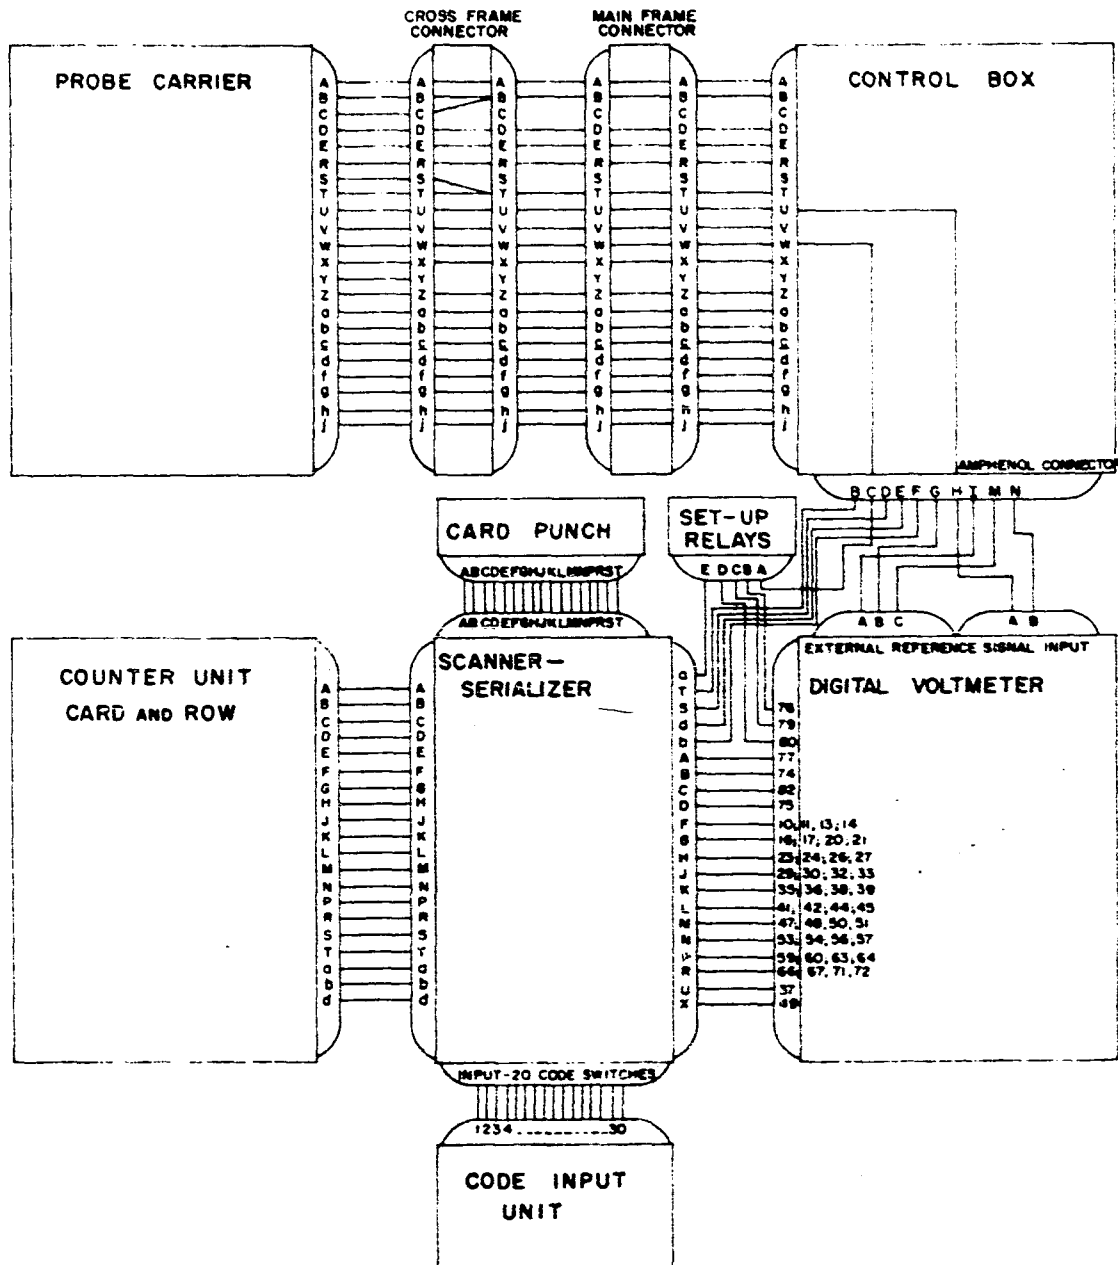 CROSS FRAME
CONNECTOR
MAIN FRAME
CONNECTOR
PROBE CARRIER
CONTROL BOX
A A A A A A
B B B B B B
C C C C C C
D D D D D D
E E E E E E
R R R R R R
S S S S S S
T T T T T T
U U U U U U
V V V V V V
W W W W W W
X X X X X X
Y Y Y Y Y Y
Z Z Z Z Z Z
a a a a a a
b b b b b b
c c c c c c
d d d d d d
f f f f f f
g g g g g g
h h h h h h
j j j j j j
AMPHENOL CONNECTOR
B C D E F G H I M N
CARD PUNCH
ABCDEFGHJKLMNPRST
SET-UP
RELAYS
E D C B A
ABCDEFGHJKLMNPRST
A B C
A B
EXTERNAL REFERENCE SIGNAL INPUT
COUNTER UNIT
CARD AND ROW
SCANNER-
SERIALIZER
DIGITAL VOLTMETER
A A
B B
C C
D D
E E
F F
G G
H H
J J
K K
L L
M M
N N
P P
R R
S S
T T
a a
b b
d d
a
T
S 78
d 79
b 80
A 77
B 74
C 82
D 75
F 10, 11, 13, 14
G 16, 17, 20, 21
H 23, 24, 26, 27
J 29, 30, 32, 33
K 35, 36, 38, 39
L 41, 42, 44, 45
M 47, 48, 50, 51
N 53, 54, 56, 57
P 59, 60, 63, 64
R 66, 67, 71, 72
U 37
X 49
INPUT-20 CODE SWITCHES
1234 - - - - - - - - - - 30
CODE INPUT
UNIT